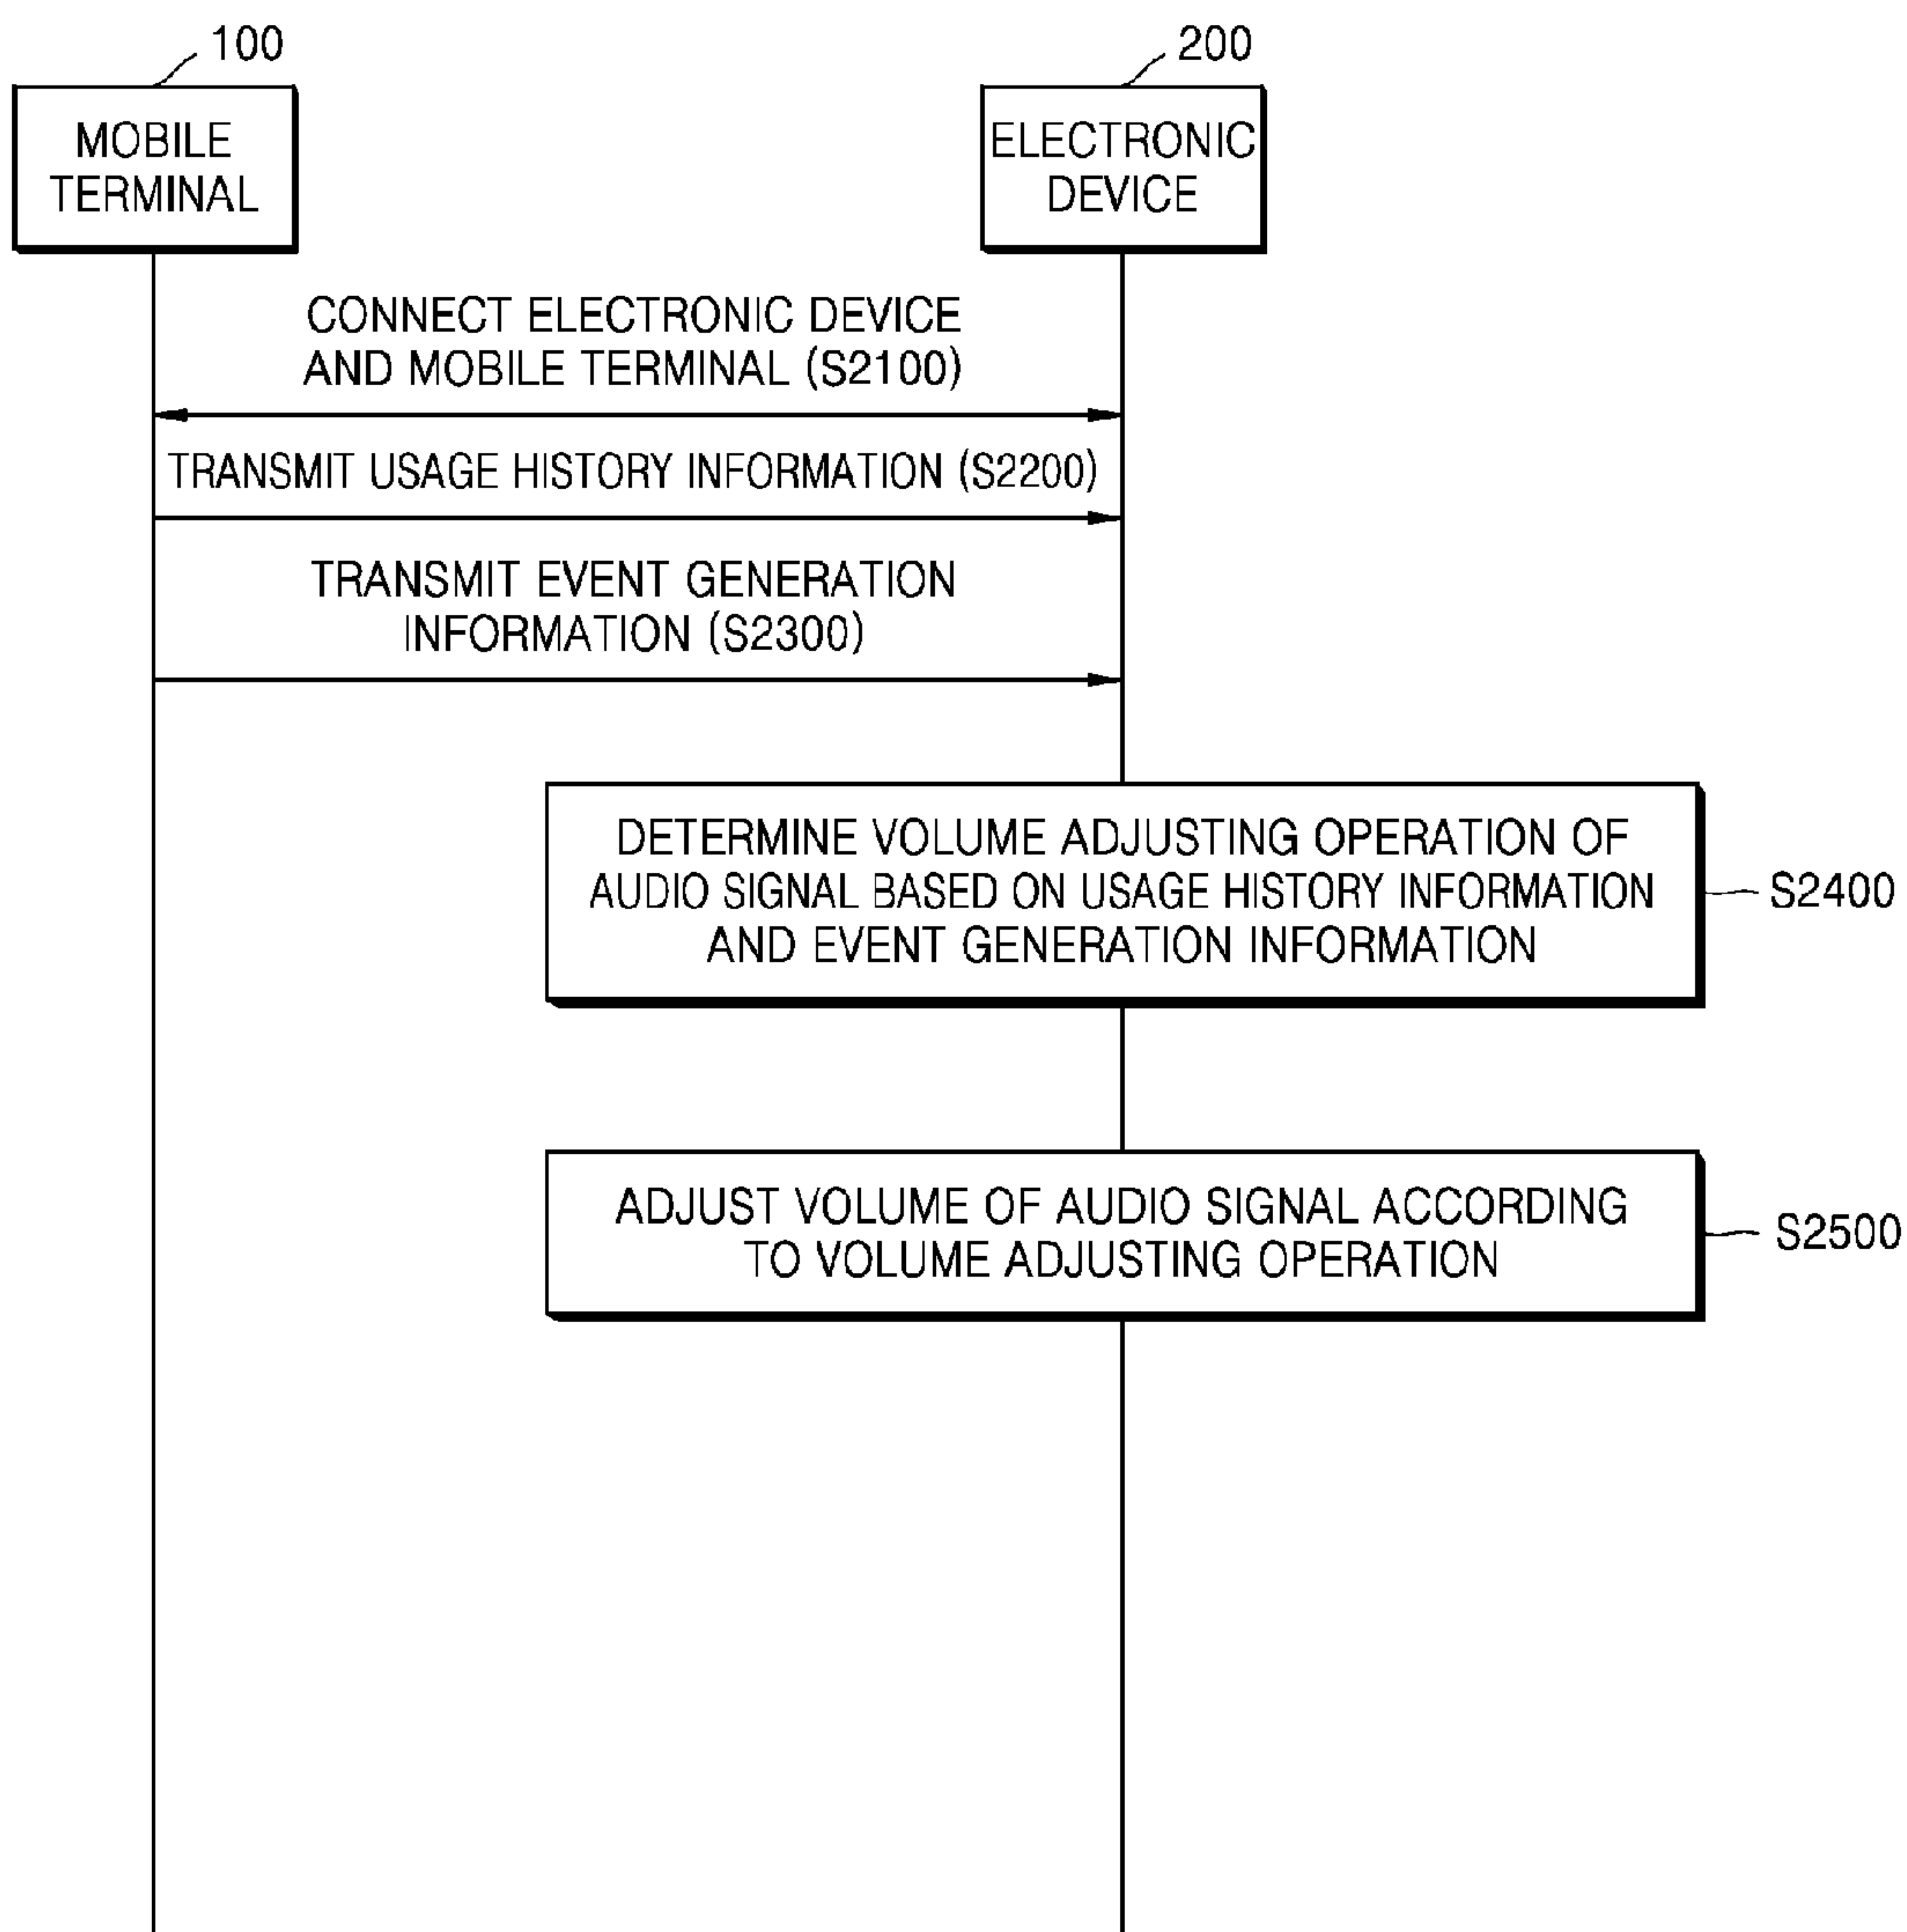 100
200
MOBILE
TERMINAL
ELECTRONIC
DEVICE
CONNECT ELECTRONIC DEVICE
AND MOBILE TERMINAL (S2100)
TRANSMIT USAGE HISTORY INFORMATION (S2200)
TRANSMIT EVENT GENERATION
INFORMATION (S2300)
DETERMINE VOLUME ADJUSTING OPERATION OF
AUDIO SIGNAL BASED ON USAGE HISTORY INFORMATION
AND EVENT GENERATION INFORMATION
S2400
ADJUST VOLUME OF AUDIO SIGNAL ACCORDING
TO VOLUME ADJUSTING OPERATION
S2500